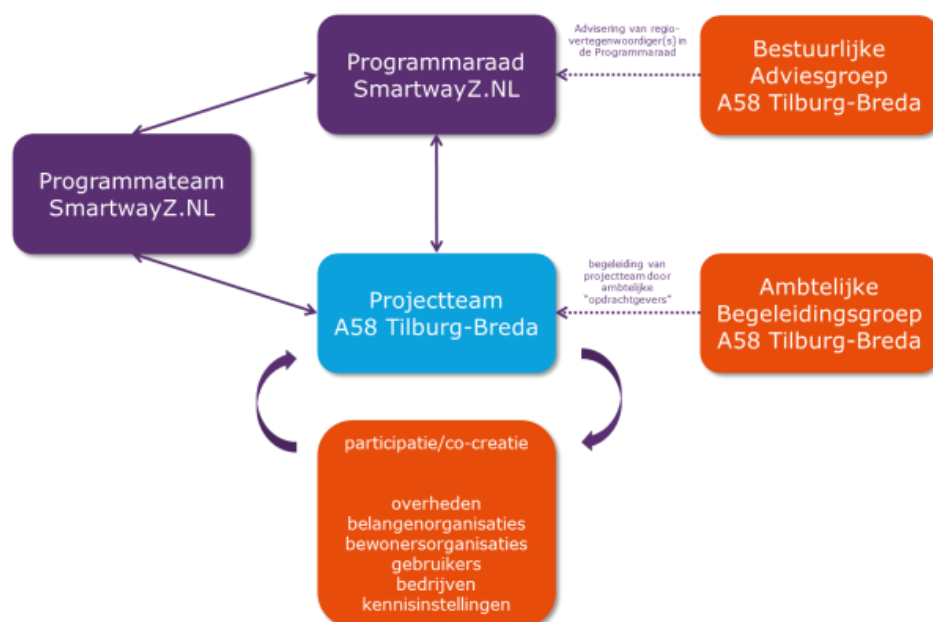 Programmaraad
SmartwayZ.NL
Advisering van regio-
vertegenwoordiger(s) in
de Programmaraad
Bestuurlijke
Adviesgroep
A58 Tilburg-Breda
Programmateam
SmartwayZ.NL
Projectteam
A58 Tilburg-Breda
begeleiding van
projectteam door
ambtelijke
"opdrachtgevers"
Ambtelijke
Begeleidingsgroep
A58 Tilburg-Breda
participatie/co-creatie
overheden
belangenorganisaties
bewonersorganisaties
gebruikers
bedrijven
kennisinstellingen